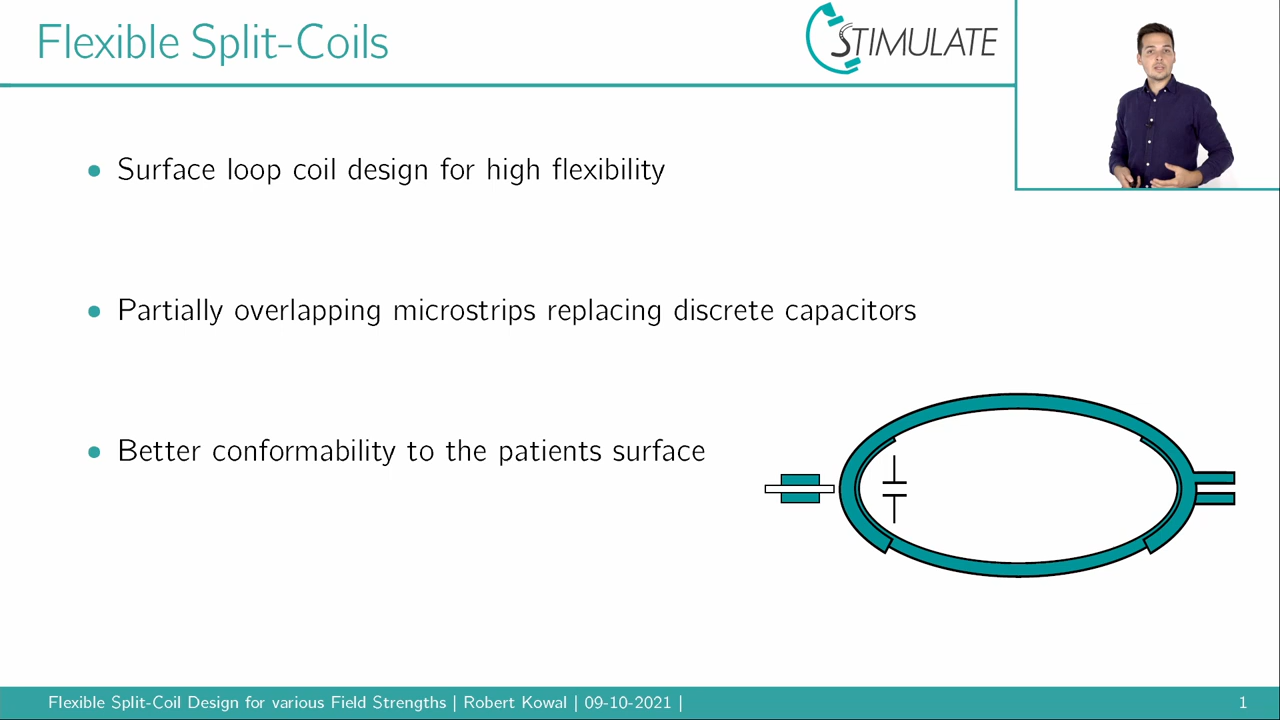 Flexible Split-Coils
STIMULATE
Surface loop coil design for high flexibility
Partially overlapping microstrips replacing discrete capacitors
Better conformability to the patients surface
Flexible Split-Coil Design for various Field Strengths | Robert Kowal | 09-10-2021 |
1